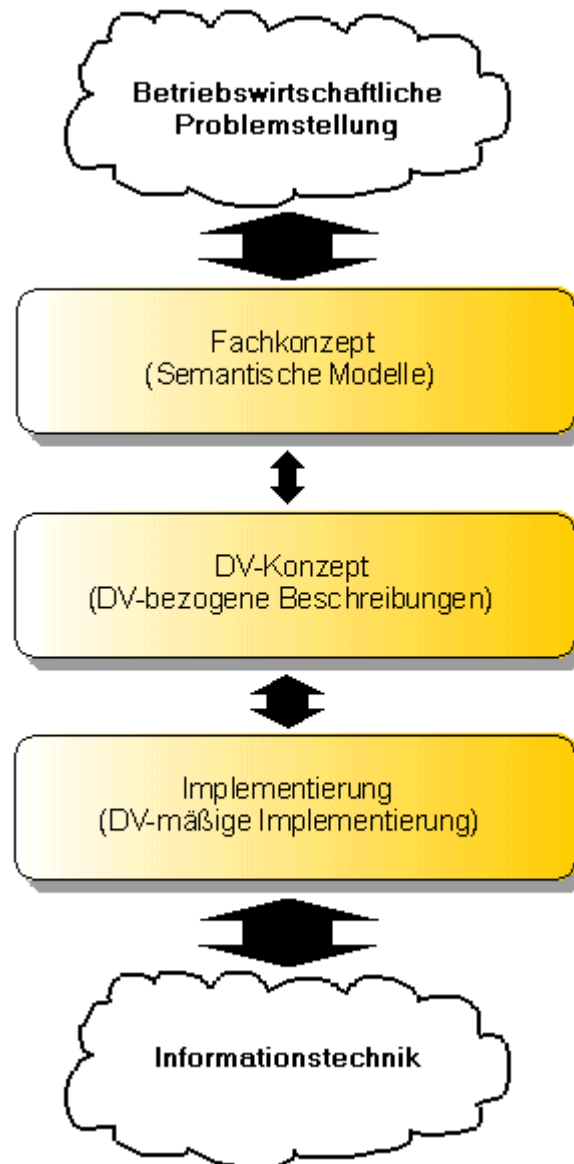 Betriebswirtschaftliche
Problemstellung
Fachkonzept
(Semantische Modelle)
DV-Konzept
(DV-bezogene Beschreibungen)
Implementierung
(DV-mäßige Implementierung)
Informationstechnik